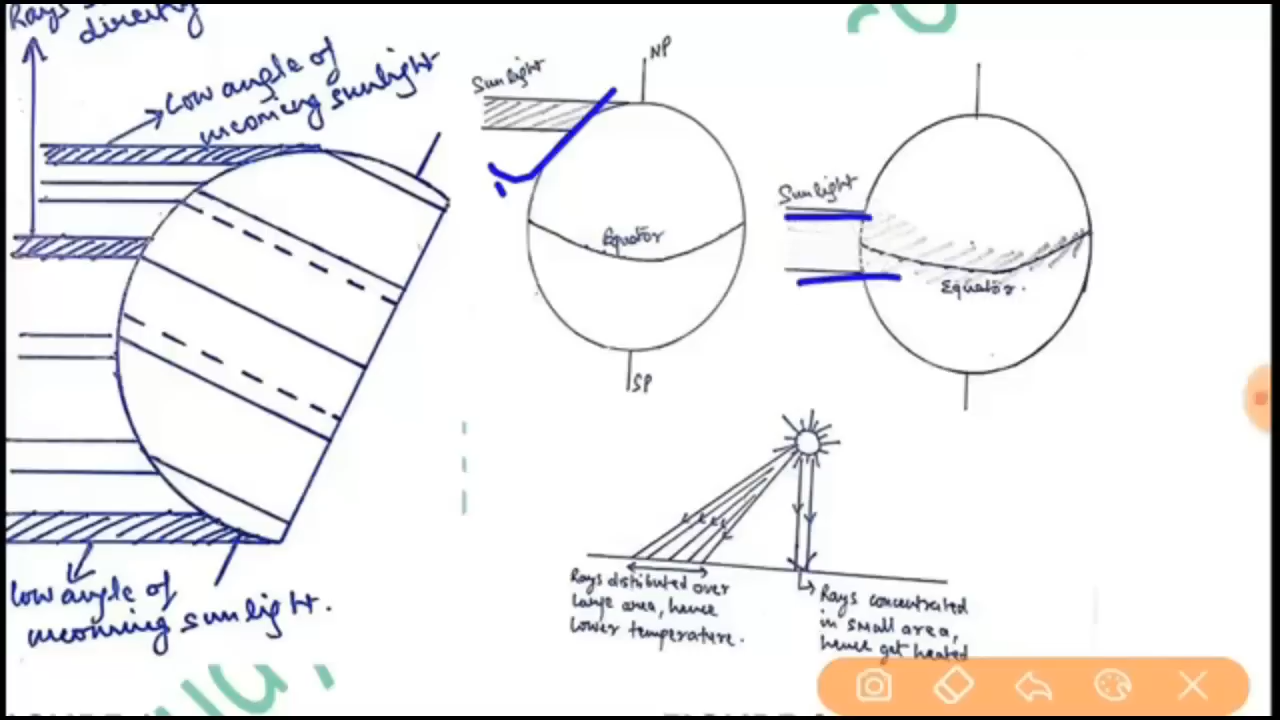 Rays
directly
Low angle of
incoming sunlight
Low angle of
incoming sunlight.
Sunlight
NP
Equator
SP
Sunlight
Equator.
Rays distibuted over
large area, hence
lower temperature.
Rays concentrated
in small area,
hence get heated